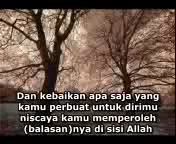 Dan kebaikan apa saja yang
kamu perbuat untuk dirimu
niscaya kamu memperoleh
(balasan)nya di sisi Allah